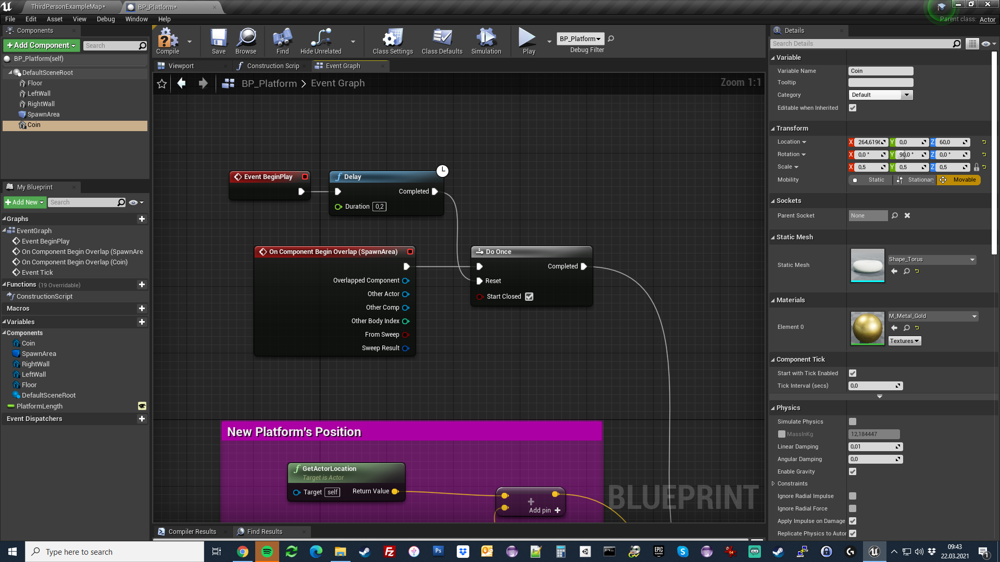 ThirdPersonExampleMap*
BP_Platform*
File Edit Asset View Debug Window Help
Parent class: Actor
Components
Add Component
Search
BP_Platform(self)
DefaultSceneRoot
Floor
LeftWall
RightWall
SpawnArea
Coin
My Blueprint
Add New
Search
Graphs
EventGraph
Event BeginPlay
On Component Begin Overlap (SpawnAre
On Component Begin Overlap (Coin)
Event Tick
Functions (19 Overridable)
ConstructionScript
Macros
Variables
Components
Coin
SpawnArea
RightWall
LeftWall
Floor
DefaultSceneRoot
PlatformLength
Event Dispatchers
Compile
Save
Browse
Find
Hide Unrelated
Class Settings
Class Defaults
Simulation
Play
BP_Platform
Debug Filter
Viewport
Construction Scrip
Event Graph
BP_Platform > Event Graph
Zoom 1:1
Event BeginPlay
Delay
Completed
Duration 0,2
On Component Begin Overlap (SpawnArea)
Overlapped Component
Other Actor
Other Comp
Other Body Index
From Sweep
Sweep Result
Do Once
Completed
Reset
Start Closed
New Platform's Position
GetActorLocation
Target is Actor
Target self
Return Value
Add pin
BLUEPRINT
Compiler Results
Find Results
Details
Search Details
Variable
Variable Name Coin
Tooltip
Category Default
Editable when Inherited
Transform
Location X 264,6196 Y 0,0 Z 60,0
Rotation X 0,0 ° Y 90,0 ° Z 0,0 °
Scale X 0,5 Y 0,5 Z 0,5
Mobility Static Stationary Movable
Sockets
Parent Socket None
Static Mesh
Static Mesh Shape_Torus
Materials
Element 0 M_Metal_Gold
Textures
Component Tick
Start with Tick Enabled
Tick Interval (secs) 0,0
Physics
Simulate Physics
MassInKg 12,184447
Linear Damping 0,01
Angular Damping 0,0
Enable Gravity
Constraints
Ignore Radial Impulse
Ignore Radial Force
Apply Impulse on Damage
Replicate Physics to Autor
Type here to search
Ps
EPIC
GAMES
64
09:43
22.03.2021
1